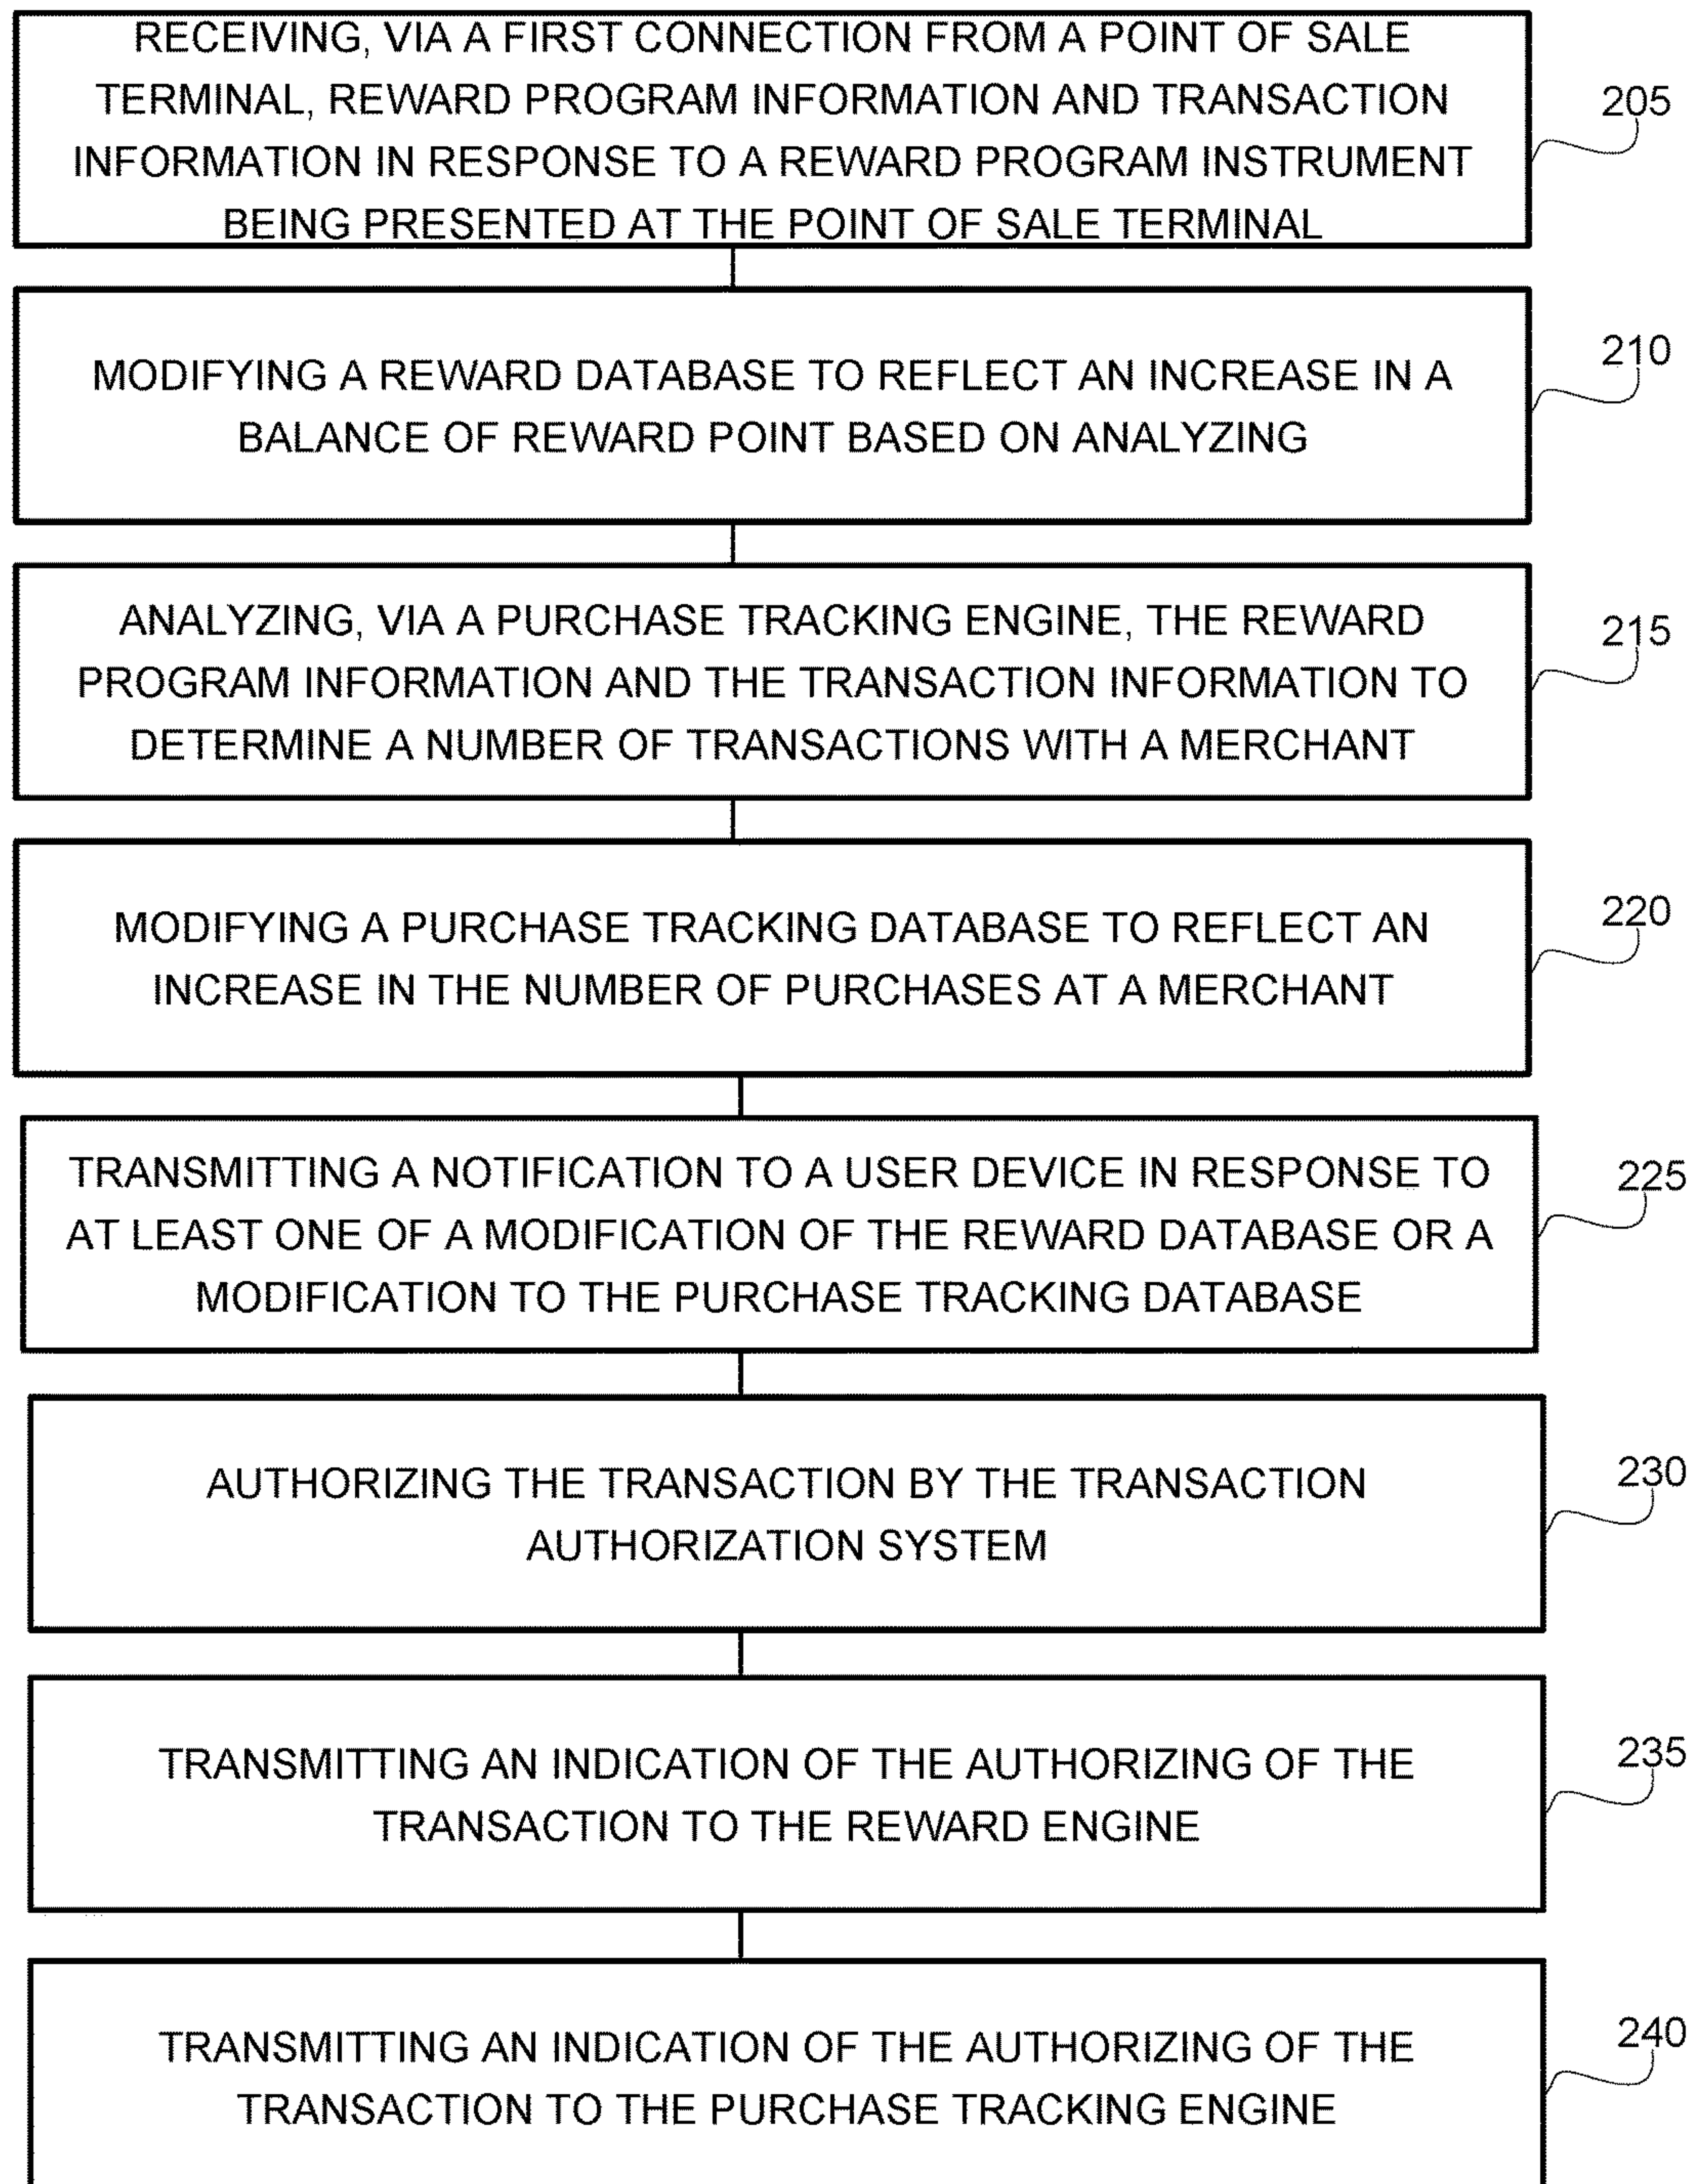 RECEIVING, VIA A FIRST CONNECTION FROM A POINT OF SALE
TERMINAL, REWARD PROGRAM INFORMATION AND TRANSACTION
INFORMATION IN RESPONSE TO A REWARD PROGRAM INSTRUMENT
BEING PRESENTED AT THE POINT OF SALE TERMINAL
205
MODIFYING A REWARD DATABASE TO REFLECT AN INCREASE IN A
BALANCE OF REWARD POINT BASED ON ANALYZING
210
ANALYZING, VIA A PURCHASE TRACKING ENGINE, THE REWARD
PROGRAM INFORMATION AND THE TRANSACTION INFORMATION TO
DETERMINE A NUMBER OF TRANSACTIONS WITH A MERCHANT
215
MODIFYING A PURCHASE TRACKING DATABASE TO REFLECT AN
INCREASE IN THE NUMBER OF PURCHASES AT A MERCHANT
220
TRANSMITTING A NOTIFICATION TO A USER DEVICE IN RESPONSE TO
AT LEAST ONE OF A MODIFICATION OF THE REWARD DATABASE OR A
MODIFICATION TO THE PURCHASE TRACKING DATABASE
225
AUTHORIZING THE TRANSACTION BY THE TRANSACTION
AUTHORIZATION SYSTEM
230
TRANSMITTING AN INDICATION OF THE AUTHORIZING OF THE
TRANSACTION TO THE REWARD ENGINE
235
TRANSMITTING AN INDICATION OF THE AUTHORIZING OF THE
TRANSACTION TO THE PURCHASE TRACKING ENGINE
240